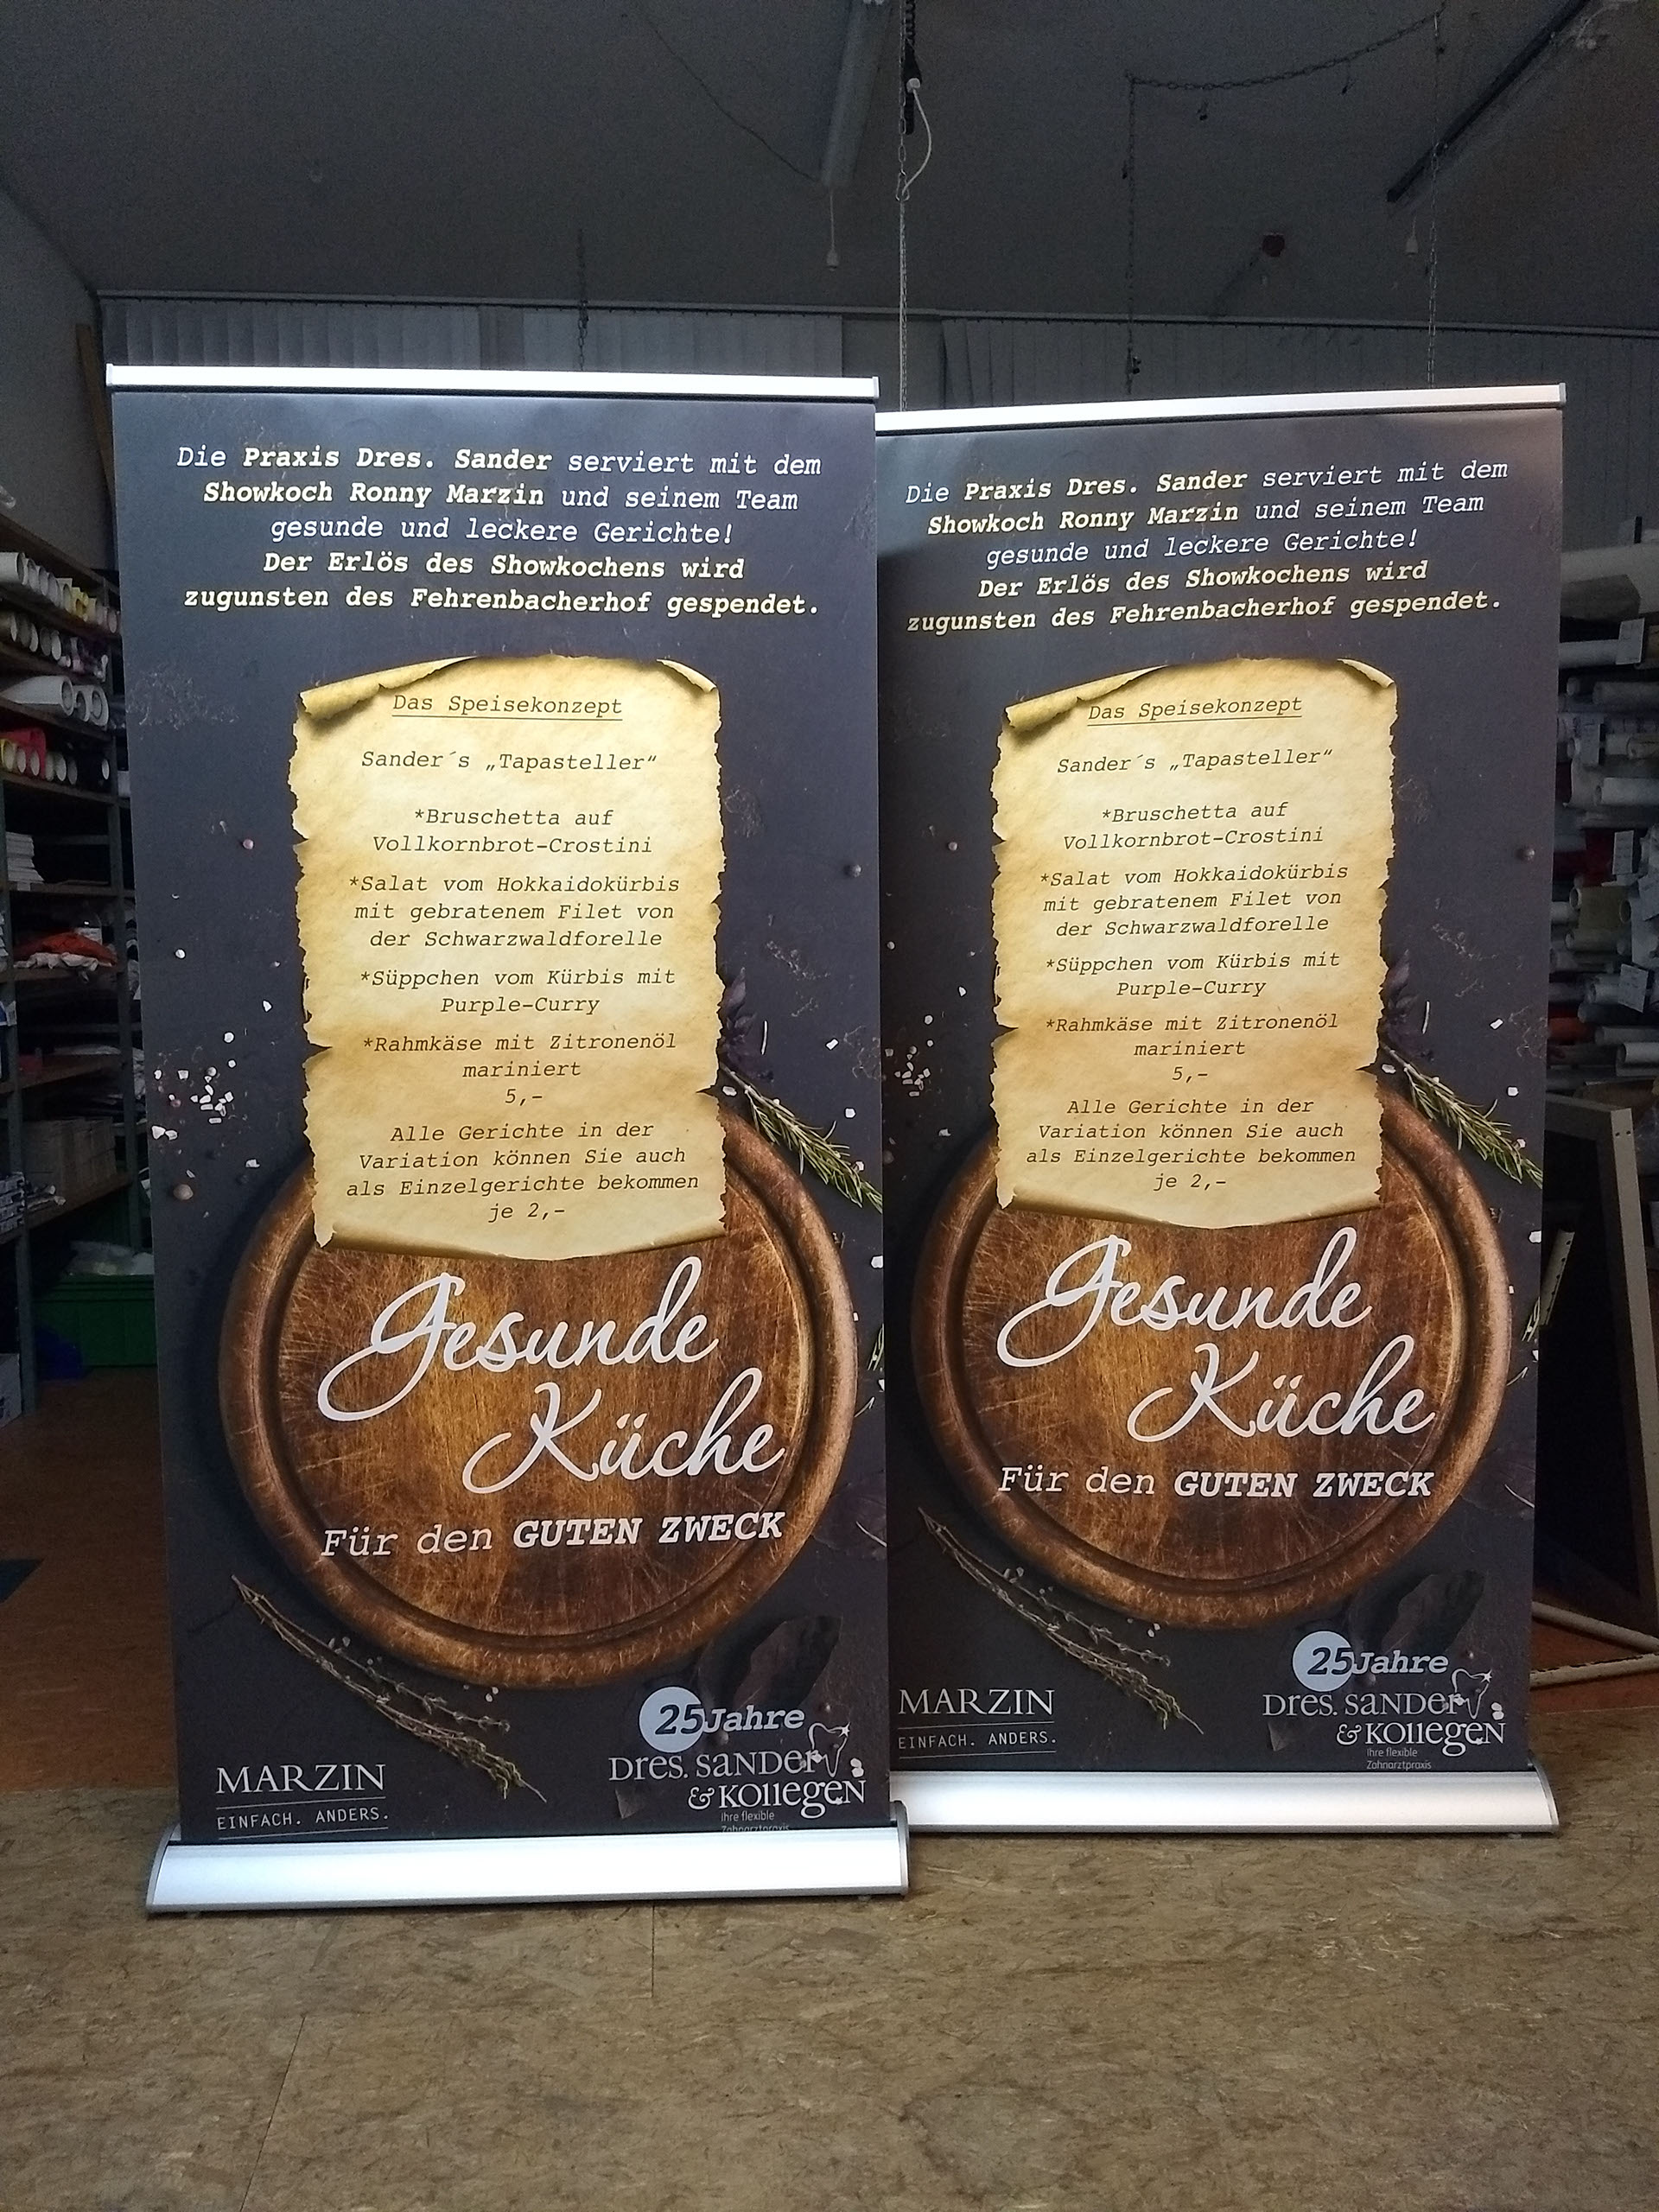 Die Praxis Dres. Sander serviert mit dem
Showkoch Ronny Marzin und seinem Team
gesunde und leckere Gerichte!
Der Erlös des Showkochens wird
zugunsten des Fehrenbacherhof gespendet.
Das Speisekonzept
Sander´s „Tapasteller“
*Bruschetta auf
Vollkornbrot-Crostini
*Salat vom Hokkaidokürbis
mit gebratenem Filet von
der Schwarzwaldforelle
*Süppchen vom Kürbis mit
Purple-Curry
*Rahmkäse mit Zitronenöl
mariniert
5,-
Alle Gerichte in der
Variation können Sie auch
als Einzelgerichte bekommen
je 2,-
Gesunde
Küche
Für den GUTEN ZWECK
MARZIN
EINFACH. ANDERS.
25 Jahre
Dres. Sander
& Kollegen
Ihre flexible
Zahnarztpraxis
Die Praxis Dres. Sander serviert mit dem
Showkoch Ronny Marzin und seinem Team
gesunde und leckere Gerichte!
Der Erlös des Showkochens wird
zugunsten des Fehrenbacherhof gespendet.
Das Speisekonzept
Sander´s „Tapasteller“
*Bruschetta auf
Vollkornbrot-Crostini
*Salat vom Hokkaidokürbis
mit gebratenem Filet von
der Schwarzwaldforelle
*Süppchen vom Kürbis mit
Purple-Curry
*Rahmkäse mit Zitronenöl
mariniert
5,-
Alle Gerichte in der
Variation können Sie auch
als Einzelgerichte bekommen
je 2,-
Gesunde
Küche
Für den GUTEN ZWECK
MARZIN
EINFACH. ANDERS.
25 Jahre
Dres. Sander
& Kollegen
Ihre flexible
Zahnarztpraxis